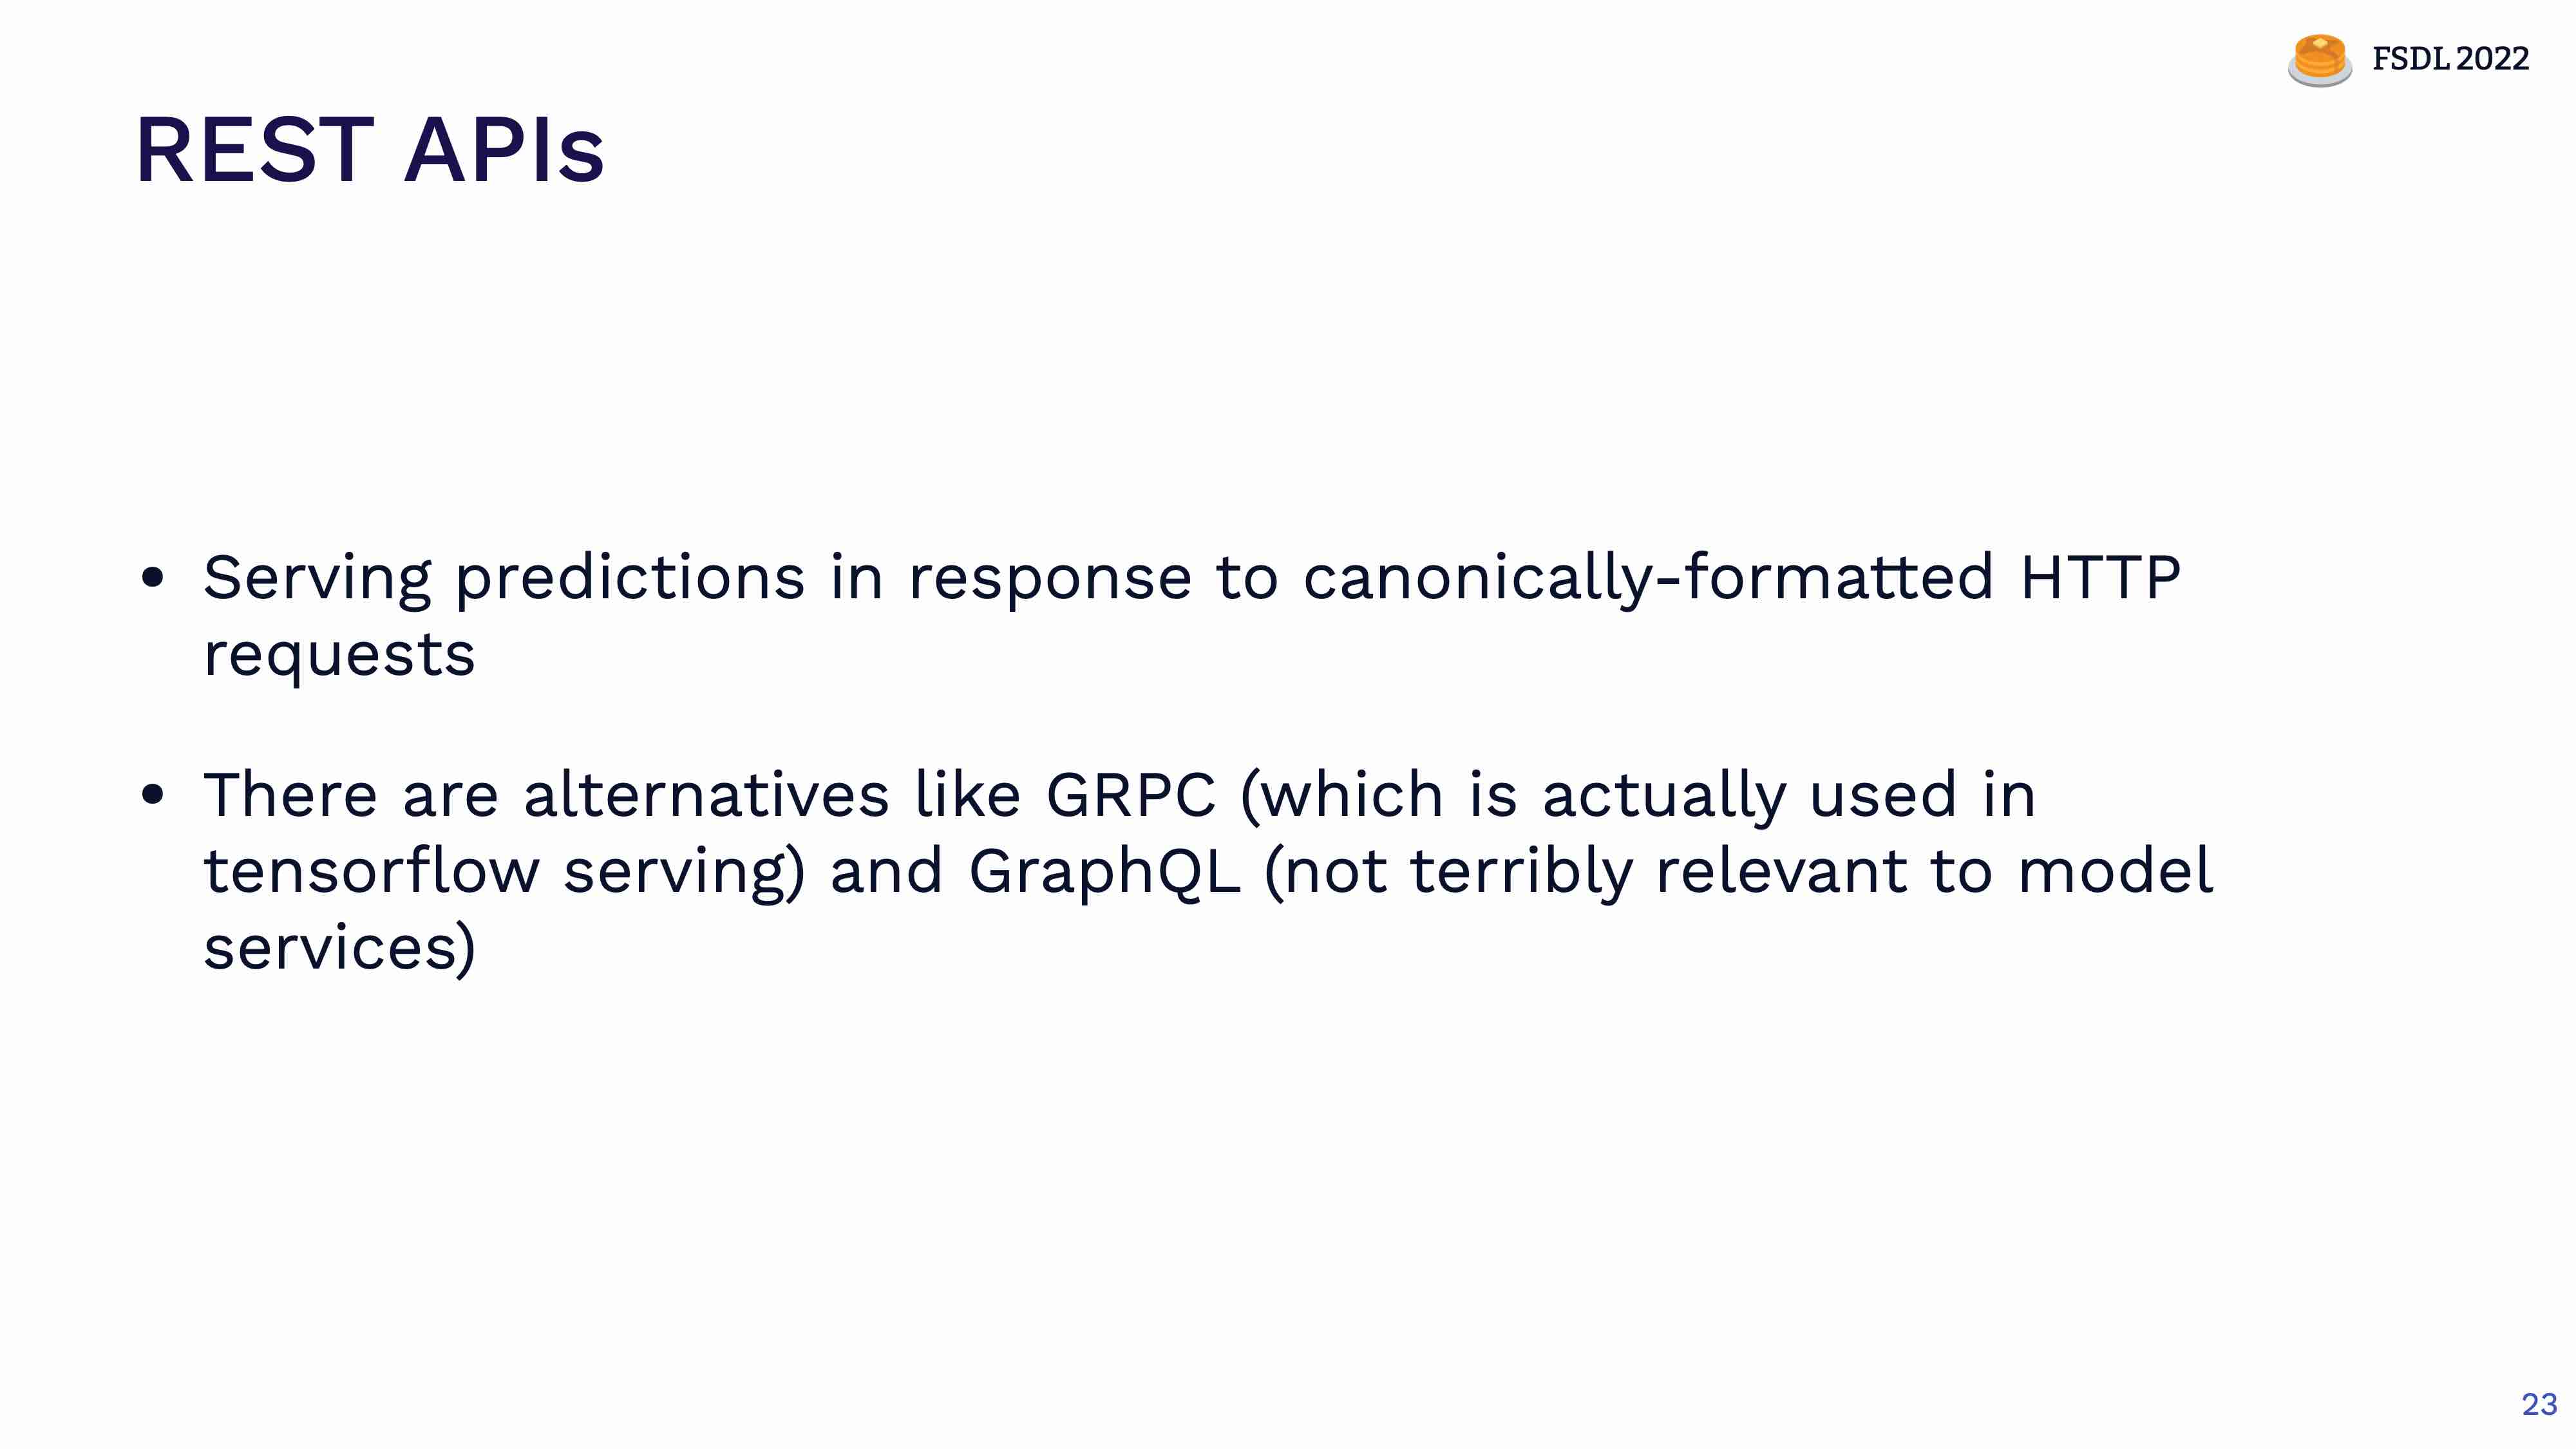 FSDL 2022
REST APIs
• Serving predictions in response to canonically-formatted HTTP
requests
• There are alternatives like GRPC (which is actually used in
tensorflow serving) and GraphQL (not terribly relevant to model
services)
23